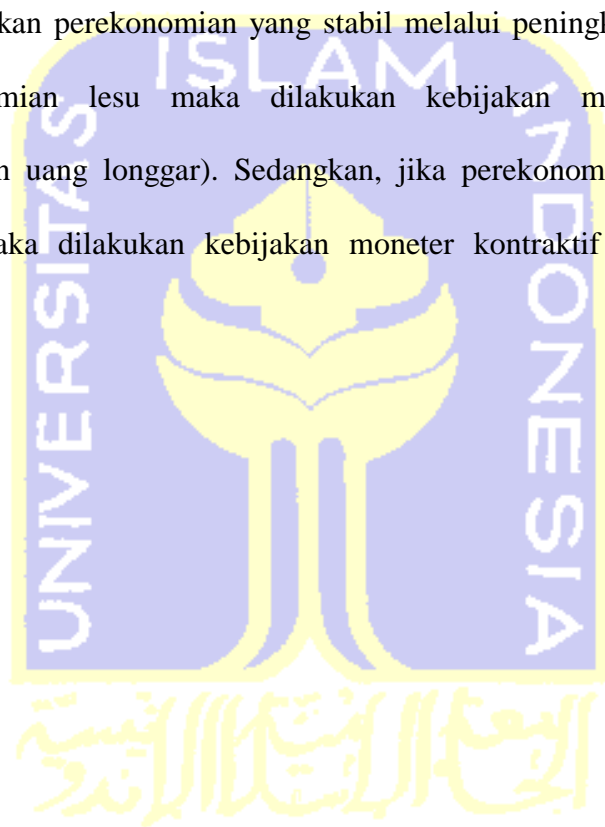 kan perekonomian yang stabil melalui pening
mian lesu maka dilakukan kebijakan m
n uang longgar). Sedangkan, jika perekonom
aka dilakukan kebijakan moneter kontraktif
UNIVERSITAS
ISLAM
INDONESIA